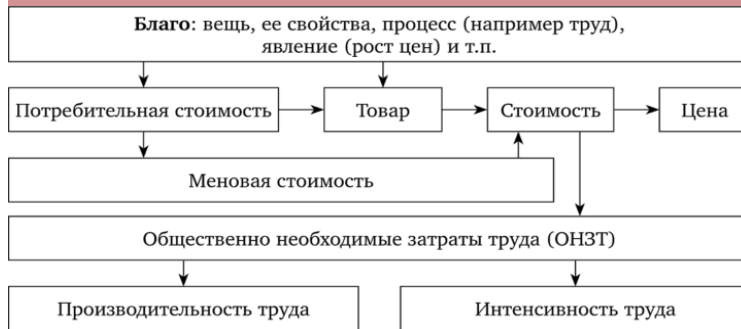 Благо: вещь, ее свойства, процесс (например труд),
явление (рост цен) и т.п.
Потребительная стоимость
Товар
Стоимость
Цена
Меновая стоимость
Общественно необходимые затраты труда (ОНЗТ)
Производительность труда
Интенсивность труда